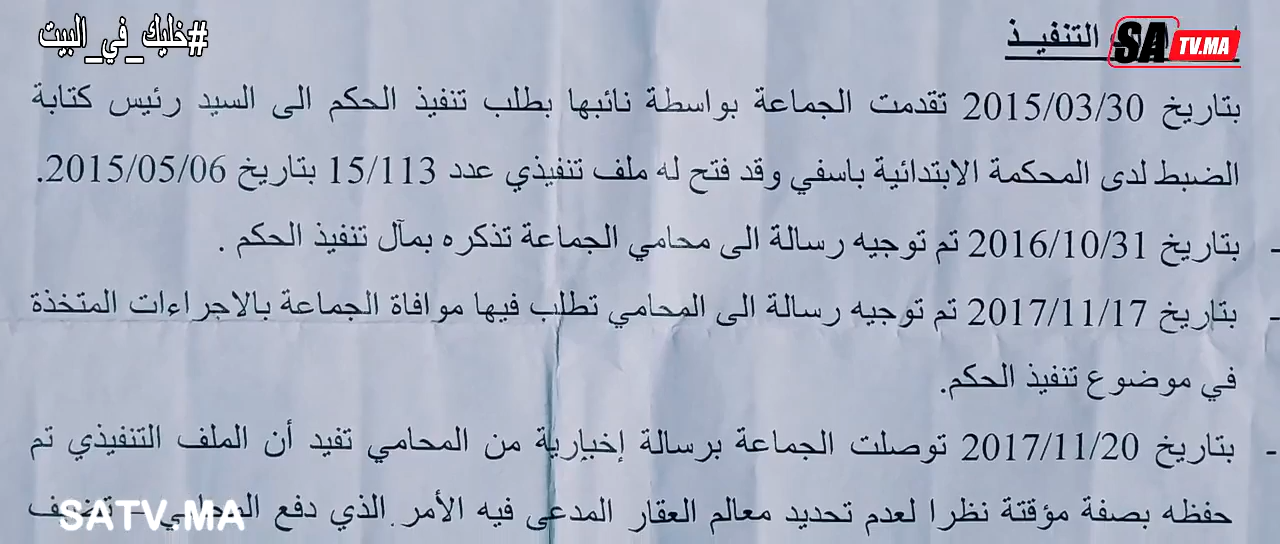 #خليك_في_البيت
SA TV.MA
التنفيذ
بتاريخ 2015/03/30 تقدمت الجماعة بواسطة نائبها بطلب تنفيذ الحكم الى السيد رئيس كتابة
الضبط لدى المحكمة الابتدائية باسفي وقد فتح له ملف تنفيذي عدد 15/113 بتاريخ 2015/05/06.
- بتاريخ 2016/10/31 تم توجيه رسالة الى محامي الجماعة تذكره بمآل تنفيذ الحكم .
- بتاريخ 2017/11/17 تم توجيه رسالة الى المحامي تطلب فيها موافاة الجماعة بالاجراءات المتخذة
في موضوع تنفيذ الحكم.
- بتاريخ 2017/11/20 توصلت الجماعة برسالة إخبارية من المحامي تفيد أن الملف التنفيذي تم
حفظه بصفة مؤقتة نظرا لعدم تحديد معالم العقار المدعى فيه الأمر الذي دفع
SATV.MA